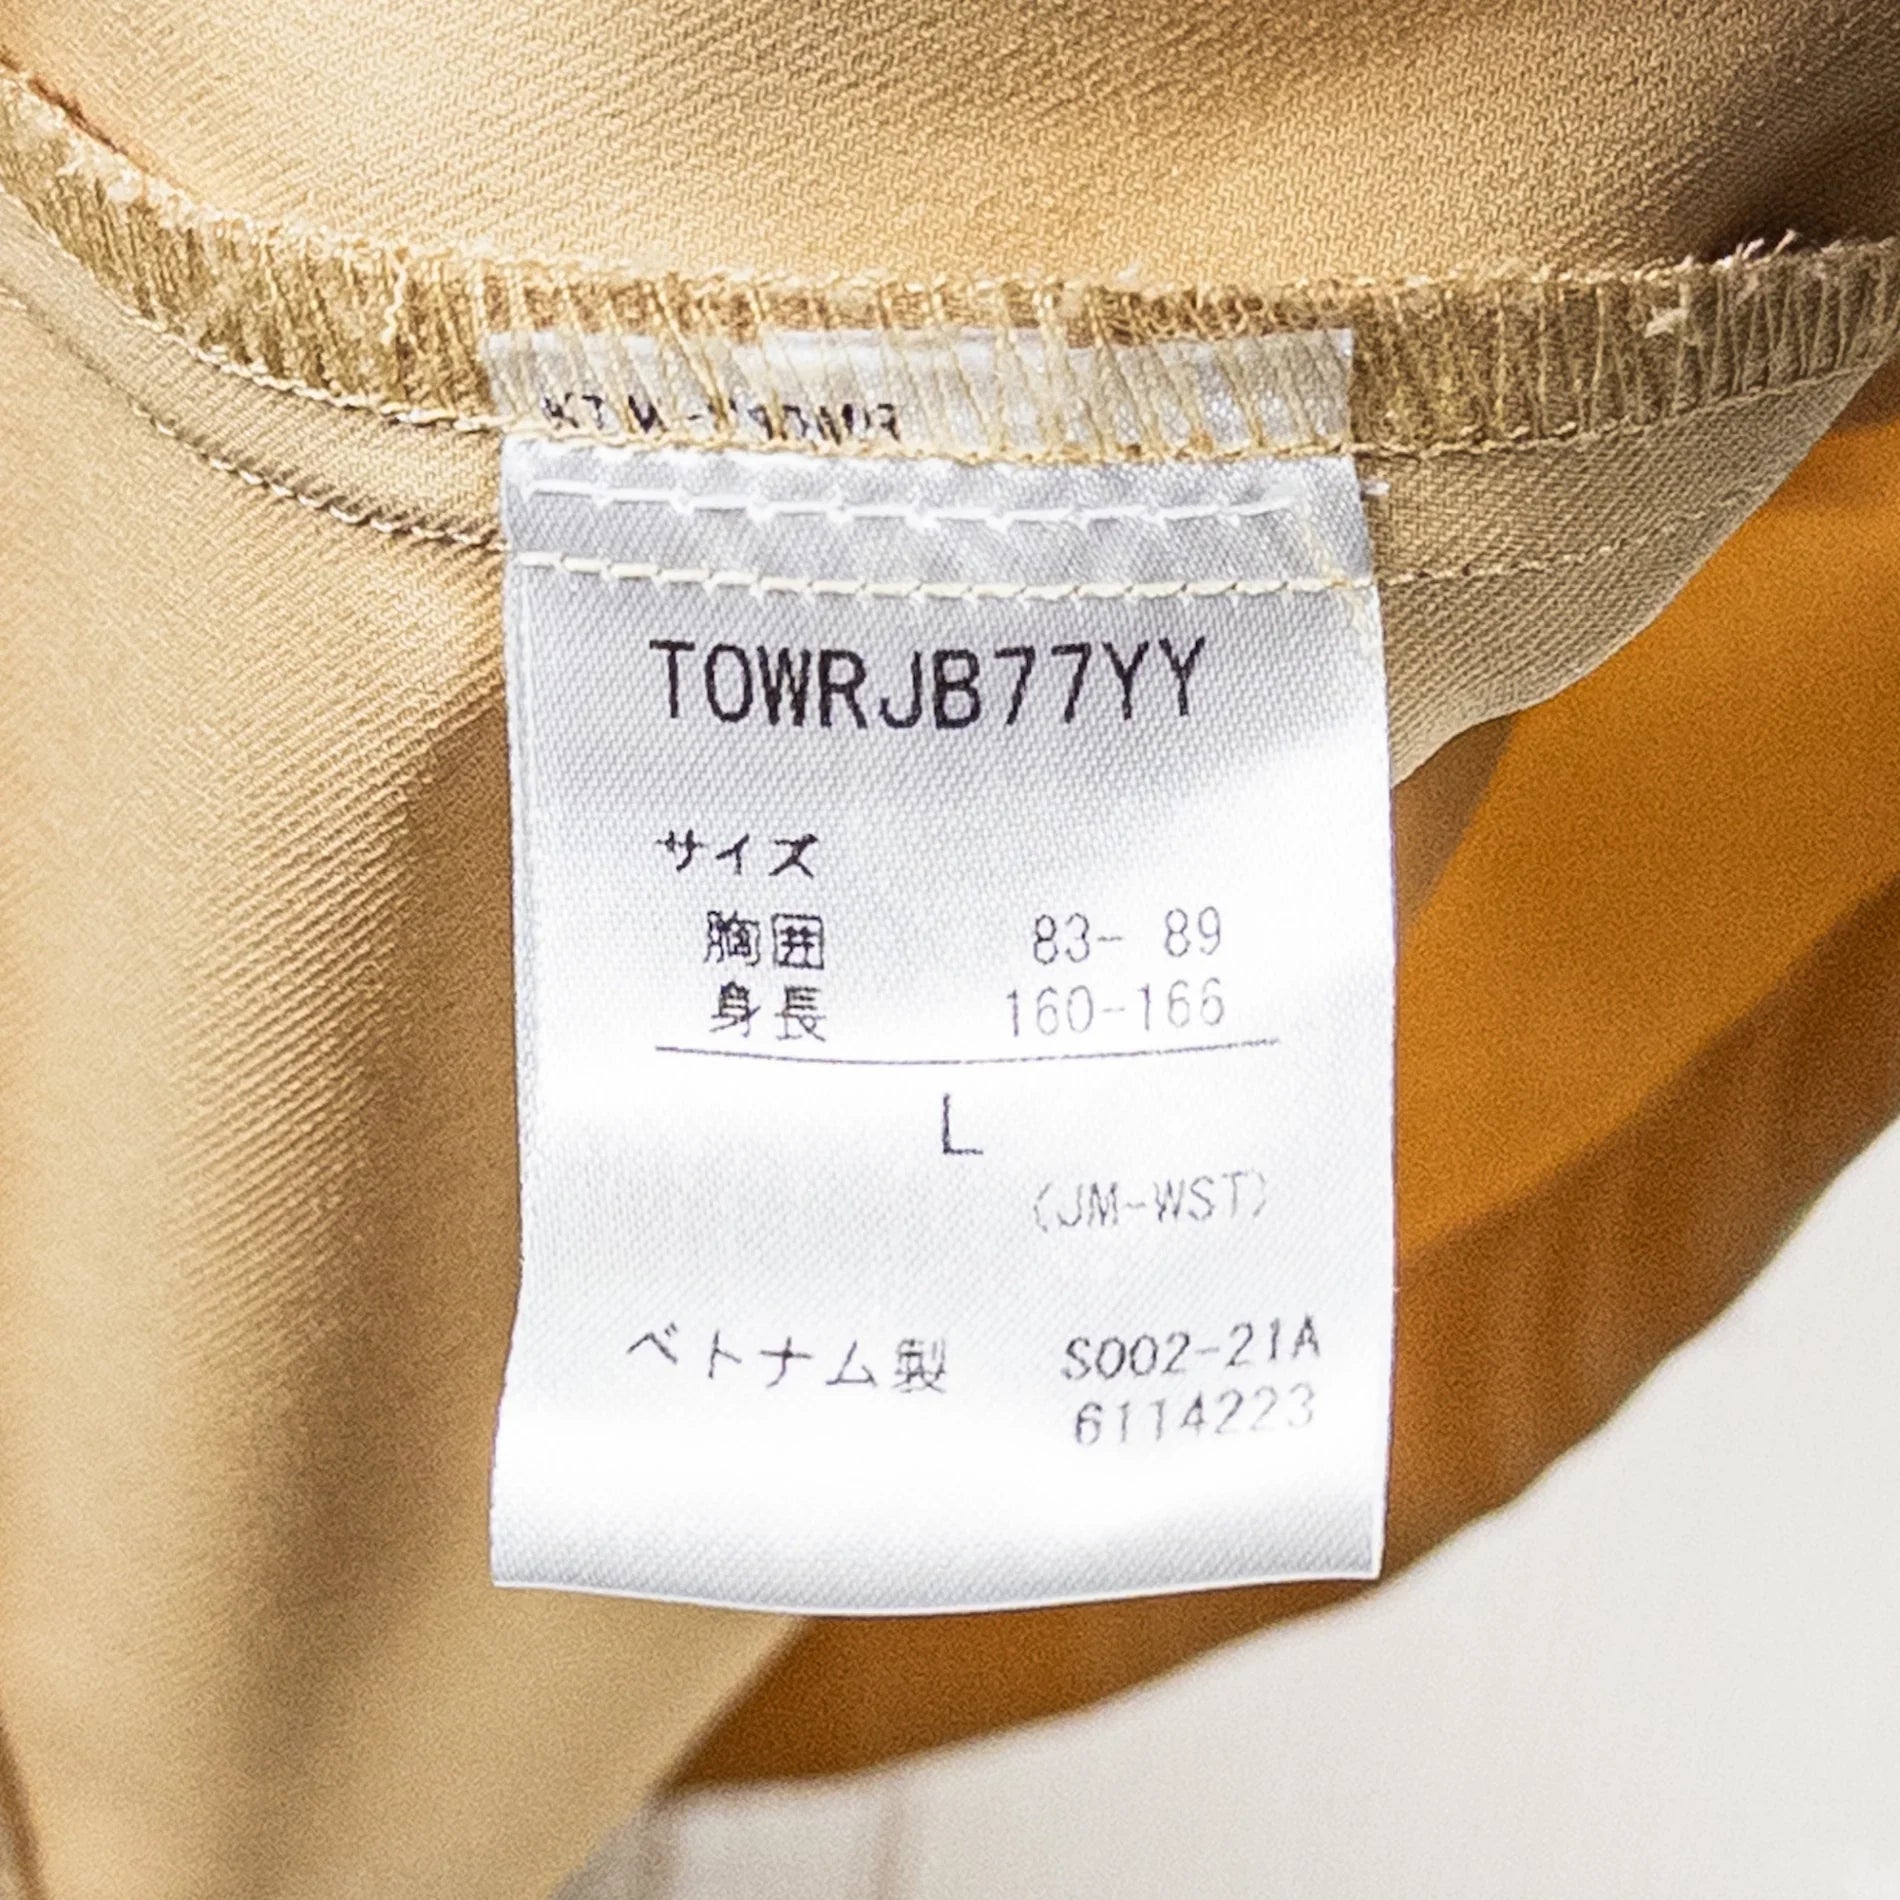 TOWRJB77YY
サイズ
胸囲 83- 89
身長 160-166
L
(JM-WST)
ベトナム製 S002-21A
6114223